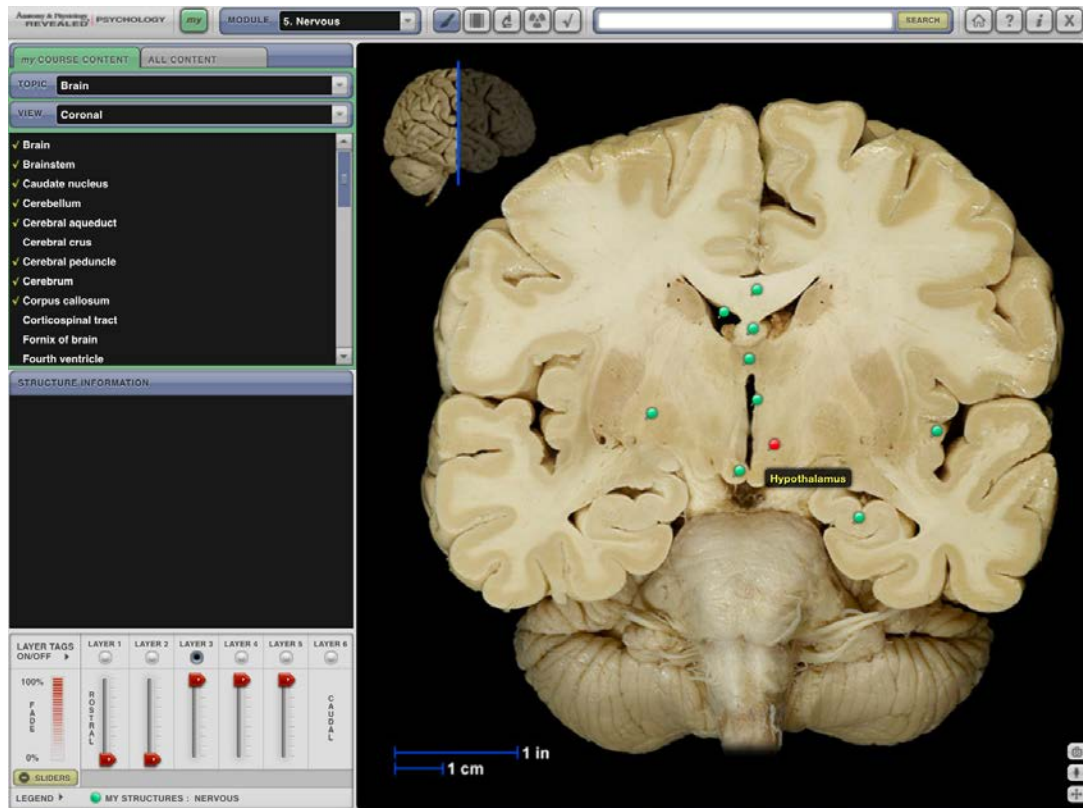 Anatomy & Physiology
REVEALED PSYCHOLOGY my MODULE 5. Nervous SEARCH ? i X
my COURSE CONTENT ALL CONTENT
TOPIC Brain
VIEW Coronal
√ Brain
√ Brainstem
√ Caudate nucleus
√ Cerebellum
√ Cerebral aqueduct
Cerebral crus
√ Cerebral peduncle
√ Cerebrum
√ Corpus callosum
Corticospinal tract
Fornix of brain
Fourth ventricle
STRUCTURE INFORMATION
Hypothalamus
LAYER TAGS
ON/OFF
LAYER 1 LAYER 2 LAYER 3 LAYER 4 LAYER 5 LAYER 6
100%
FADE
0%
ROSTRAL
CAUDAL
SLIDERS
LEGEND MY STRUCTURES : NERVOUS
1 in
1 cm